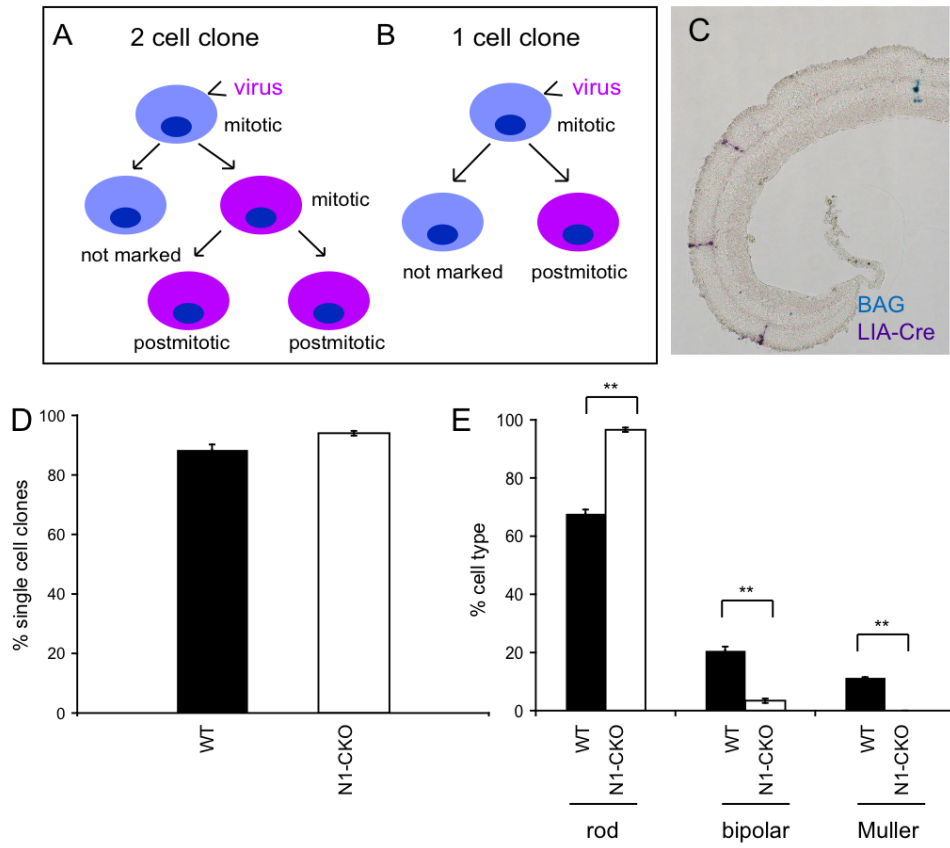 A
2 cell clone
virus
mitotic
mitotic
not marked
postmitotic
postmitotic
B
1 cell clone
virus
mitotic
not marked
postmitotic
C
BAG
LIA-Cre
D
% single cell clones
100
80
60
40
20
0
WT
N1-CKO
E
% cell type
100
80
60
40
20
0
**
**
**
WT
N1-CKO
WT
N1-CKO
WT
N1-CKO
rod
bipolar
Muller